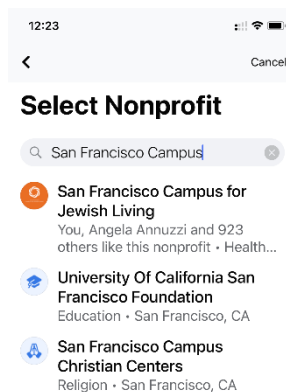 12:23
Cancel
Select Nonprofit
San Francisco Campus
San Francisco Campus for
Jewish Living
You, Angela Annuzzi and 923
others like this nonprofit • Health...
University Of California San
Francisco Foundation
Education • San Francisco, CA
San Francisco Campus
Christian Centers
Religion • San Francisco, CA